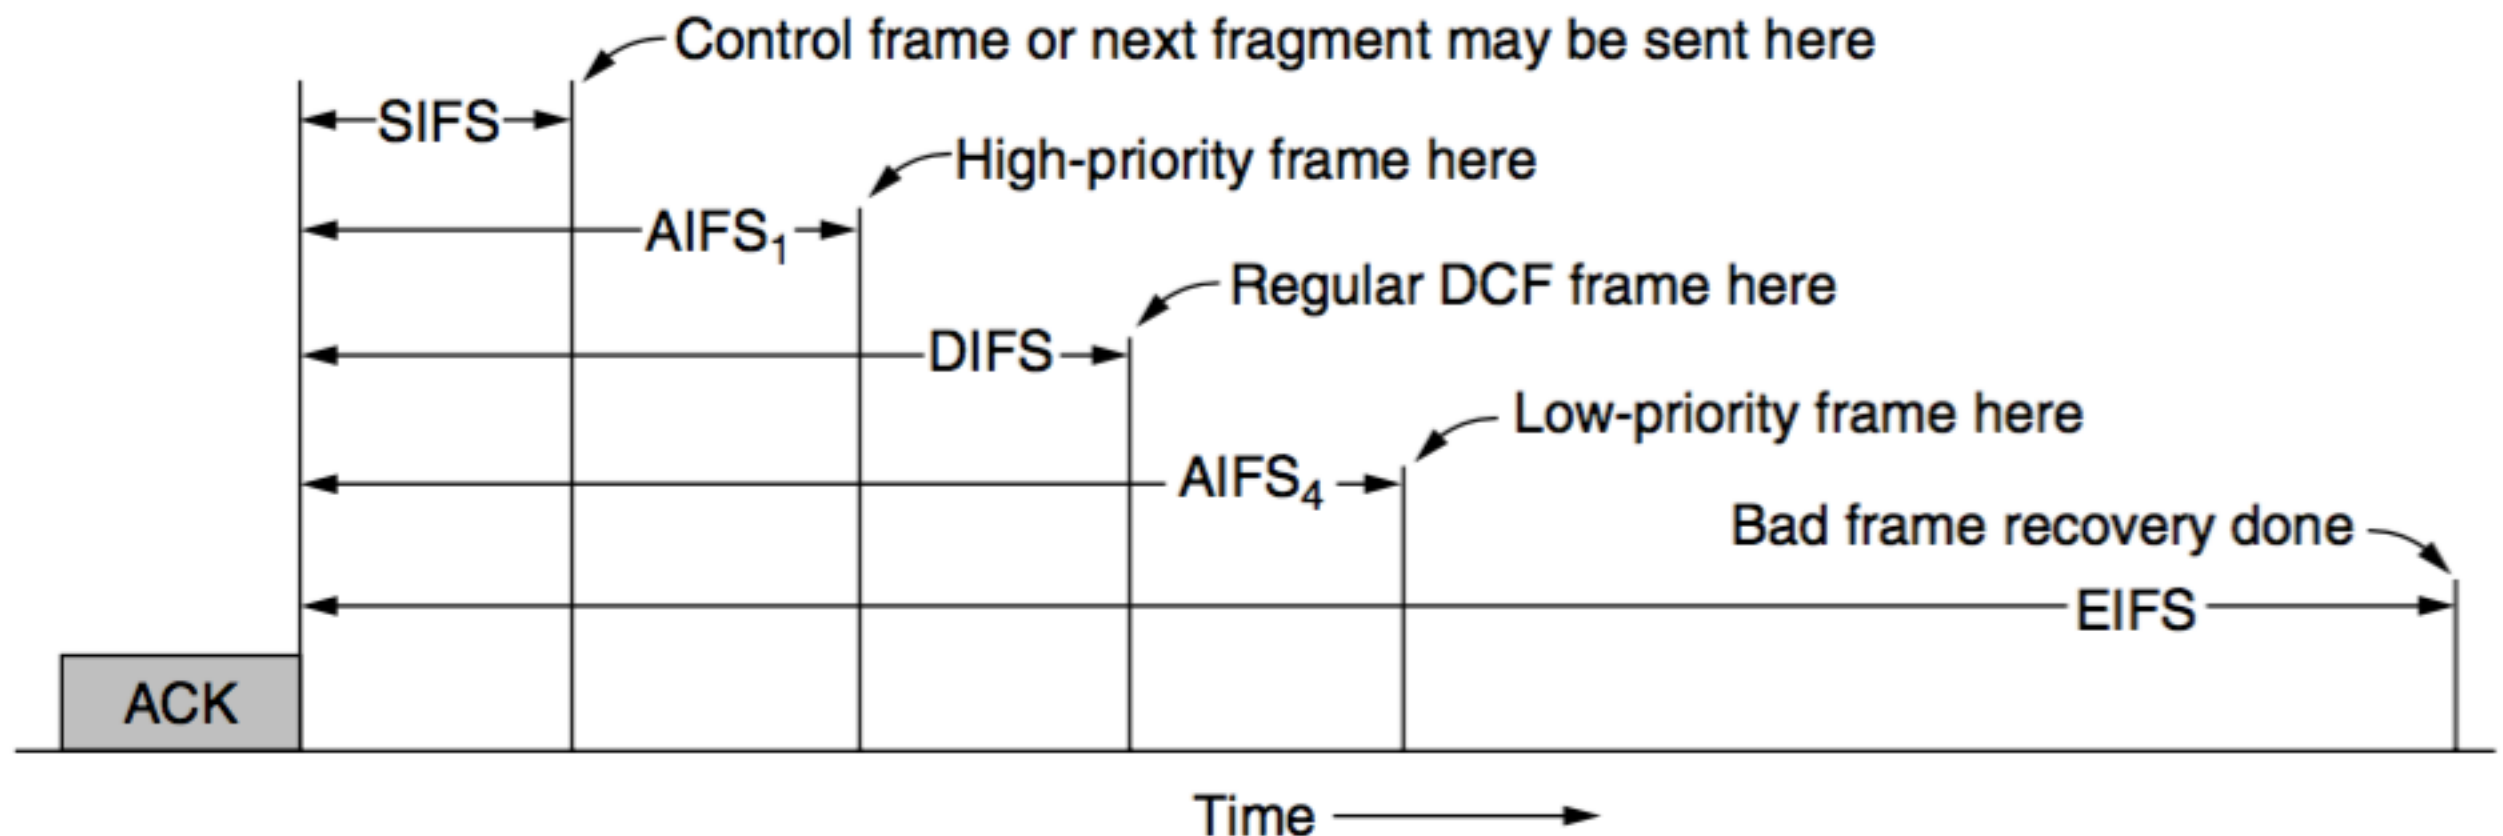 Control frame or next fragment may be sent here
SIFS
High-priority frame here
AIFS₁
Regular DCF frame here
DIFS
Low-priority frame here
AIFS₄
Bad frame recovery done
EIFS
ACK
Time